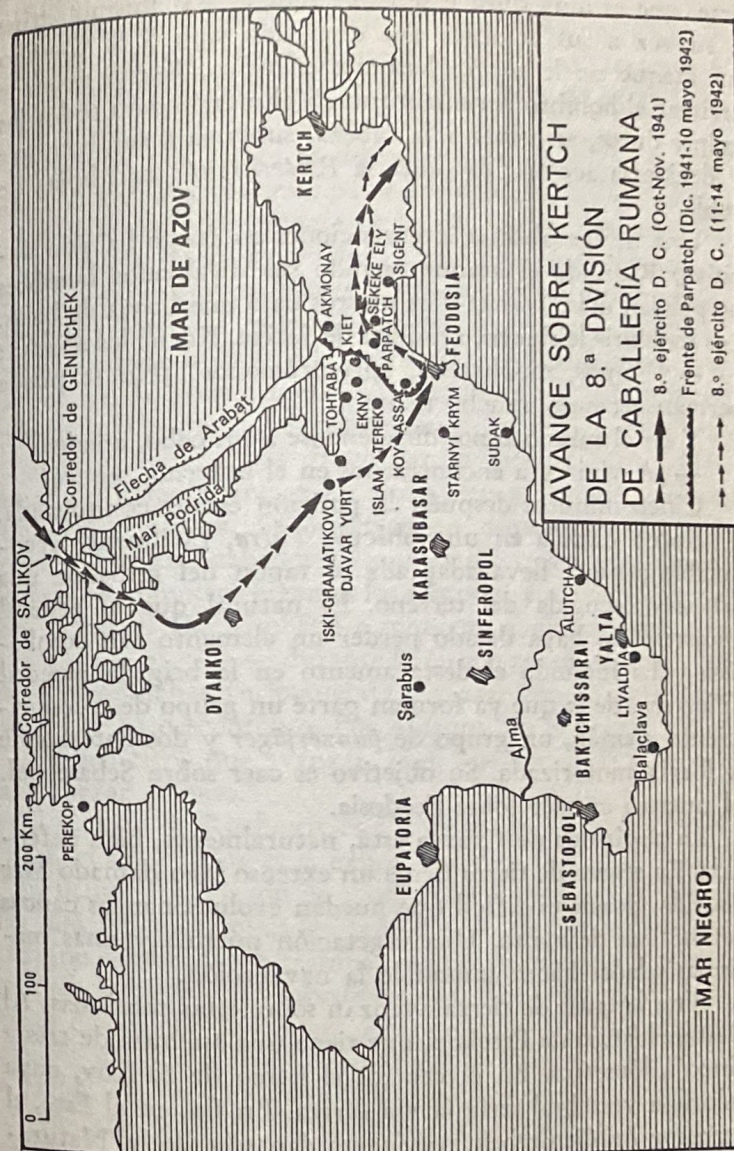 Corredor de SALIKOV
Corredor de GENITCHEK
PEREKOP
0 100 200 Km.
Flecha de Arabat
Mar Podrida
MAR DE AZOV
DYANKOI
ISKI-GRAMATIKOVO
DJAVAR YURT
TOHTABA
EKNY
ISLAM TEREK
KOY ASSAN
KIET
AKMONAY
PARPATCH
SEKEKE ELY
SIGENT
KERTCH
FEODOSIA
STARNYI KRYM
SUDAK
KARASUBASAR
SINFEROPOL
Sarabus
EUPATORIA
Alma
ALUTCHA
BAKTCHISSARAI
YALTA
LIVALDIA
SEBASTOPOL
Balaclava
MAR NEGRO
AVANCE SOBRE KERTCH
DE LA 8.ª DIVISIÓN
DE CABALLERÍA RUMANA
8.º ejército D. C. (Oct-Nov. 1941)
Frente de Parpatch (Dic. 1941-10 mayo 1942)
8.º ejército D. C. (11-14 mayo 1942)